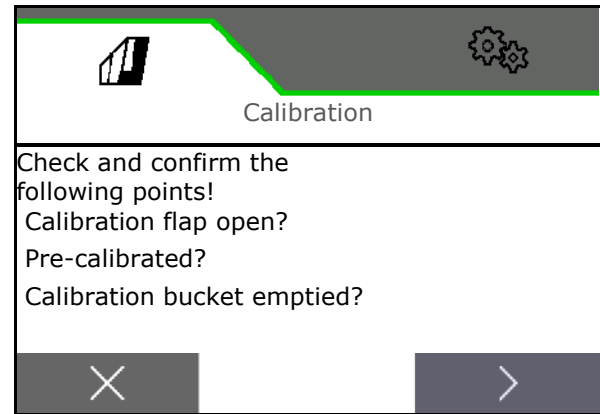 Calibration
Check and confirm the
following points!
Calibration flap open?
Pre-calibrated?
Calibration bucket emptied?